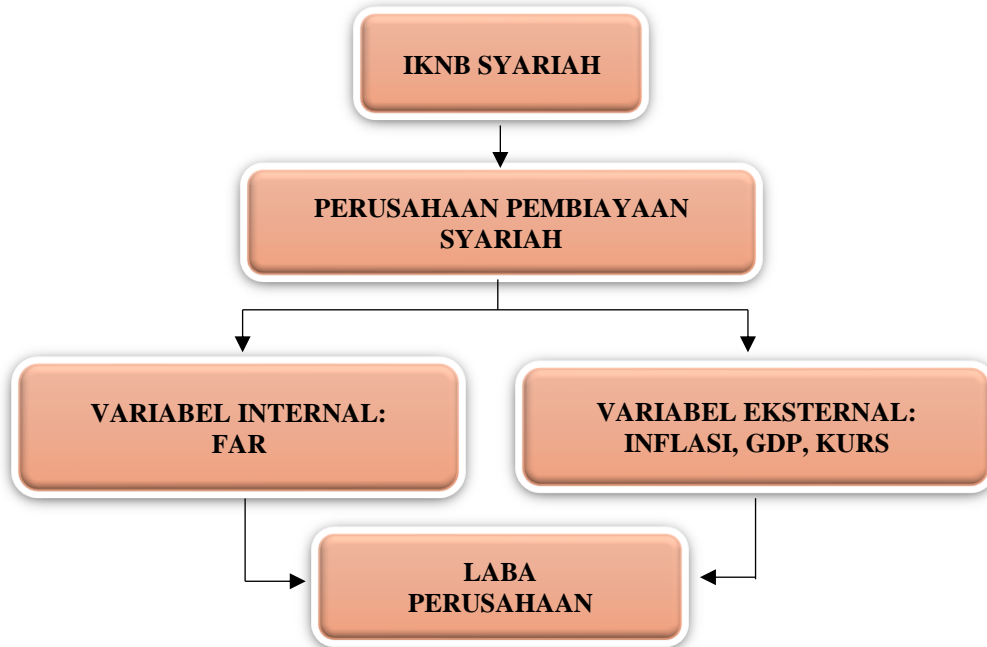 IKNB SYARIAH
PERUSAHAAN PEMBIAYAAN
SYARIAH
VARIABEL INTERNAL:
FAR
VARIABEL EKSTERNAL:
INFLASI, GDP, KURS
LABA
PERUSAHAAN